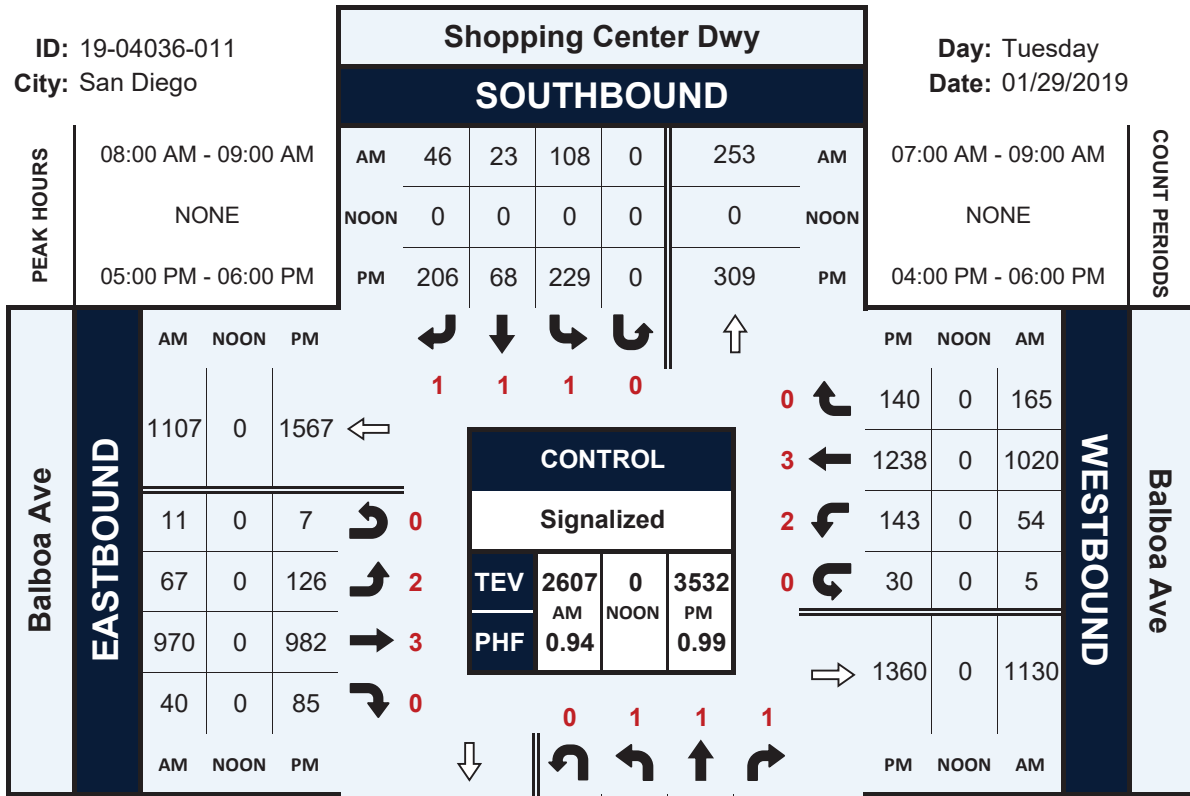 ID: 19-04036-011
City: San Diego
Shopping Center Dwy
SOUTHBOUND
Day: Tuesday
Date: 01/29/2019
PEAK HOURS
08:00 AM - 09:00 AM
NONE
05:00 PM - 06:00 PM
AM 46 23 108 0 253 AM
NOON 0 0 0 0 0 NOON
PM 206 68 229 0 309 PM
07:00 AM - 09:00 AM
NONE
04:00 PM - 06:00 PM
COUNT PERIODS
1 1 1 0
Balboa Ave
EASTBOUND
AM NOON PM
1107 0 1567
11 0 7 0
67 0 126 2
970 0 982 3
40 0 85 0
AM NOON PM
CONTROL
Signalized
TEV 2607 0 3532
AM NOON PM
PHF 0.94 0.99
PM NOON AM
0 140 0 165
3 1238 0 1020
2 143 0 54
0 30 0 5
1360 0 1130
PM NOON AM
WESTBOUND
Balboa Ave
0 1 1 1